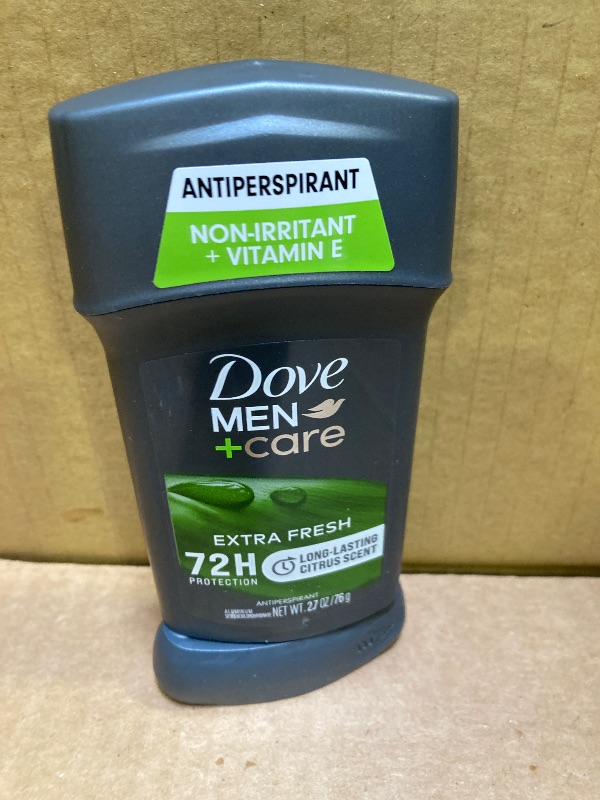 ANTIPERSPIRANT
NON-IRRITANT
+ VITAMIN E
Dove
MEN
+care
EXTRA FRESH
72H
PROTECTION
LONG-LASTING
CITRUS SCENT
ANTIPERSPIRANT
ALUMINUM
NET WT. 2.7 OZ/76 g